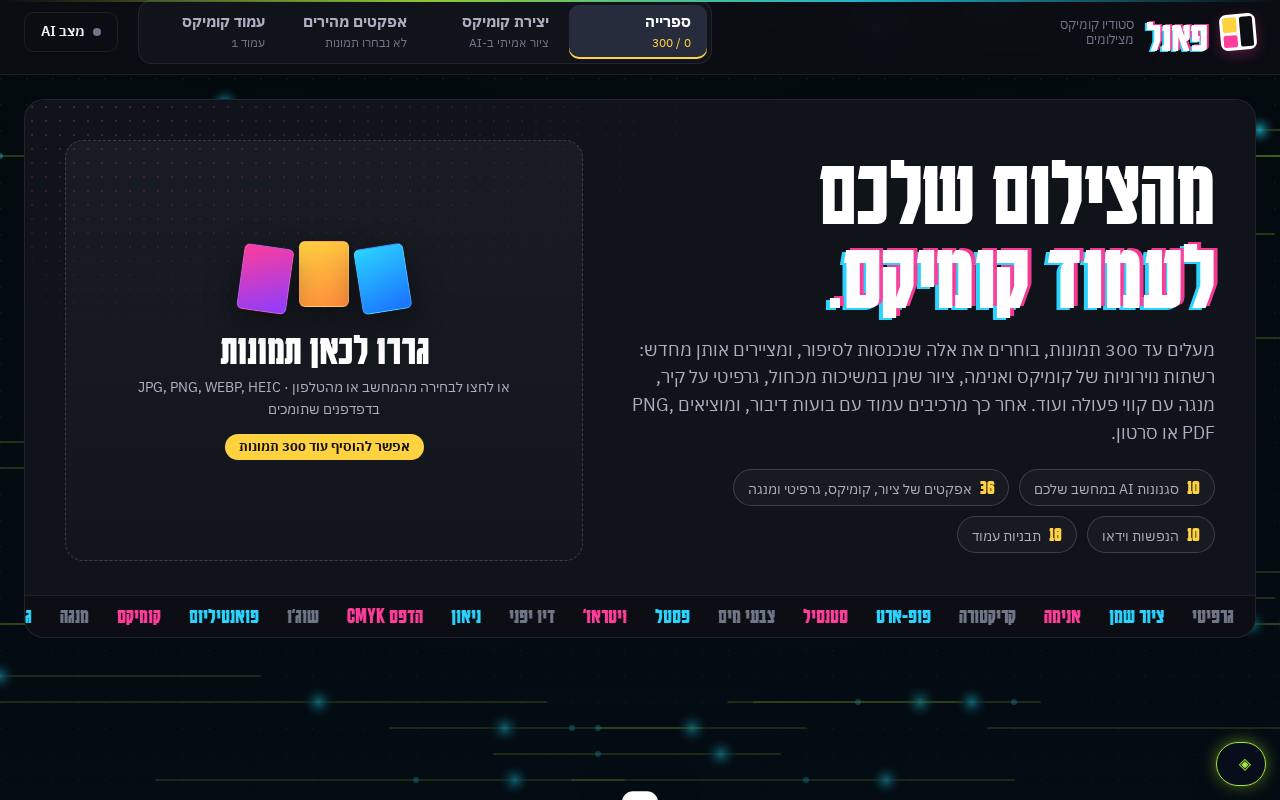 פאנל
סטודיו קומיקס
מצילומים
ספרייה
0 / 300
יצירת קומיקס
ציור אמיתי ב-AI
אפקטים מהירים
לא נבחרו תמונות
עמוד קומיקס
עמוד 1
מצב AI
מהצילום שלכם
לעמוד קומיקס.
מעלים עד 300 תמונות, בוחרים את אלה שנכנסות לסיפור, ומציירים אותן מחדש:
רשתות נוירוניות של קומיקס ואנימה, ציור שמן במשיכות מכחול, גרפיטי על קיר,
מנגה עם קווי פעולה ועוד. אחר כך מרכיבים עמוד עם בועות דיבור, ומוציאים PNG,
PDF או סרטון.
10 סגנונות AI במחשב שלכם
36 אפקטים של ציור, קומיקס, גרפיטי ומנגה
10 הנפשות וידאו
18 תבניות עמוד
גררו לכאן תמונות
או לחצו לבחירה מהמחשב או מהטלפון · JPG, PNG, WEBP, HEIC
בדפדפנים שתומכים
אפשר להוסיף עוד 300 תמונות
גרפיטי ציור שמן אנימה קריקטורה פופ-ארט סטנסיל צבעי מים פסטל ויטראז' דיו יפני ניאון הדפס CMYK שוג'ו פואנטיליזם קומיקס מנגה